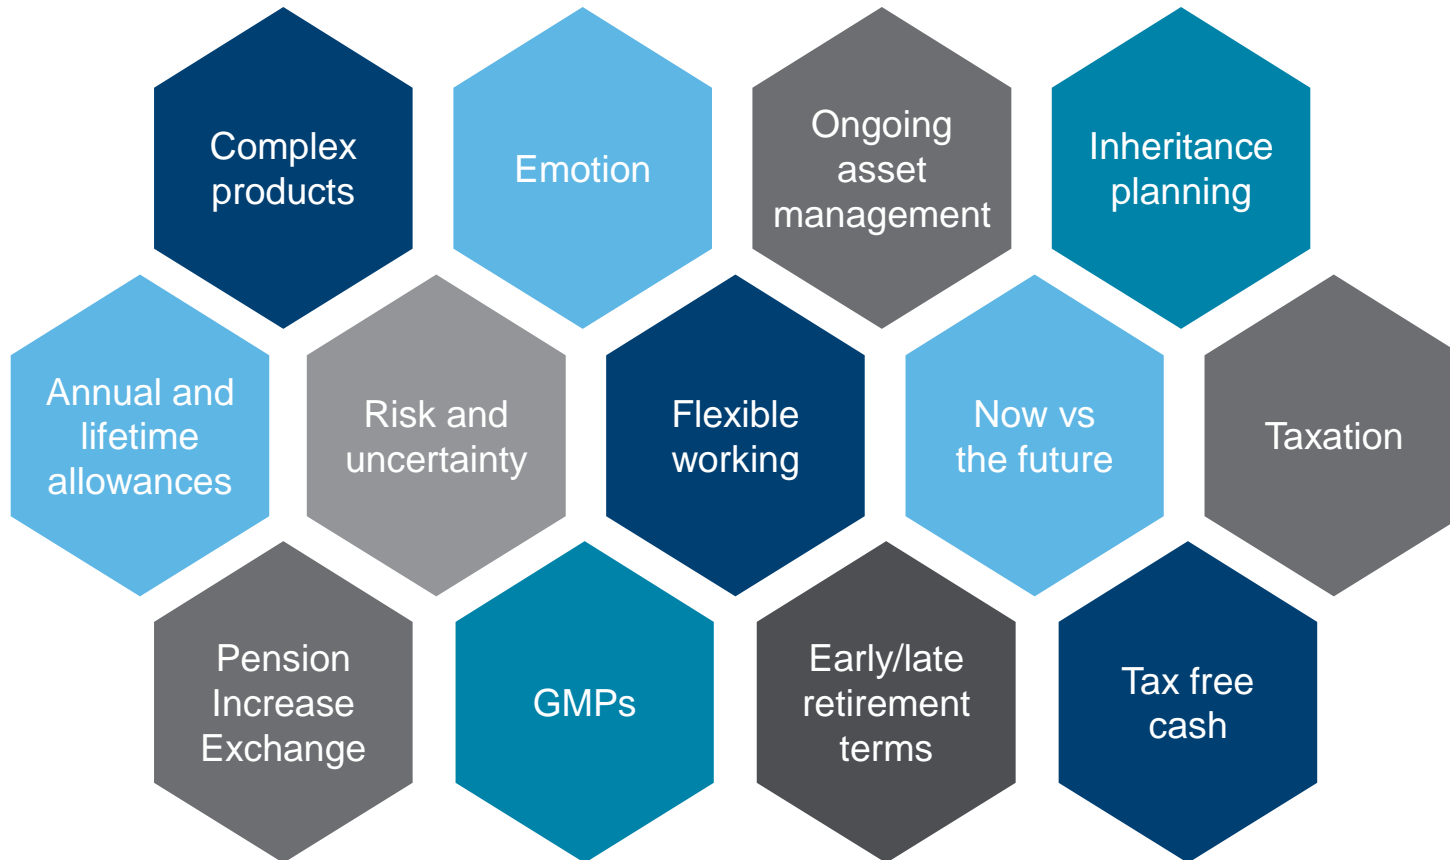 Complex
products
Emotion
Ongoing
asset
management
Inheritance
planning
Annual and
lifetime
allowances
Risk and
uncertainty
Flexible
working
Now vs
the future
Taxation
Pension
Increase
Exchange
GMPs
Early/late
retirement
terms
Tax free
cash